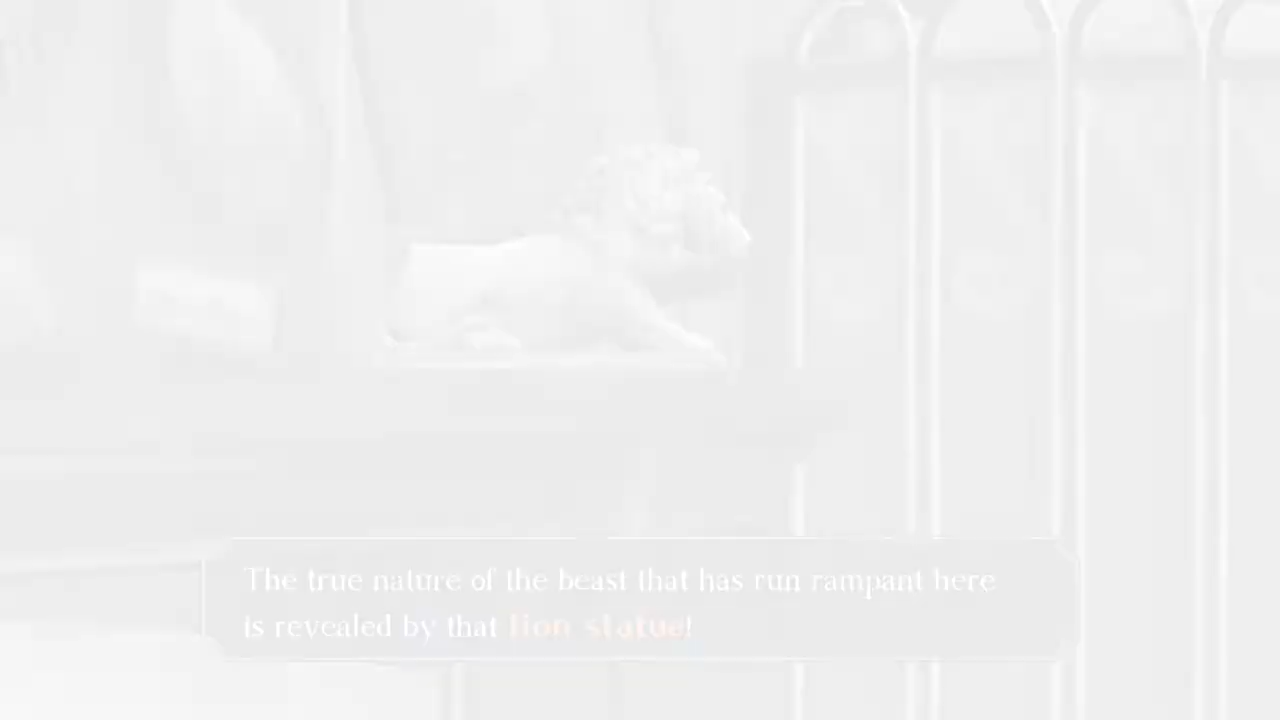 The true nature of the beast that has run rampant here
is revealed by that lion statue!